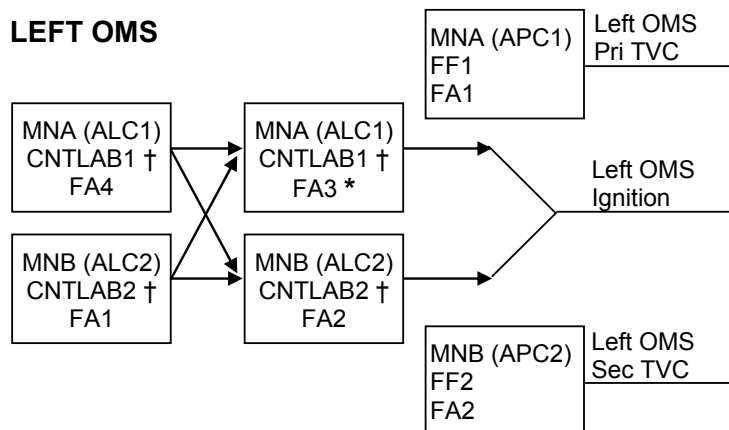 LEFT OMS
MNA (APC1)
FF1
FA1
Left OMS
Pri TVC
MNA (ALC1)
CNTLAB1 †
FA4
MNA (ALC1)
CNTLAB1 †
FA3 *
Left OMS
Ignition
MNB (ALC2)
CNTLAB2 †
FA1
MNB (ALC2)
CNTLAB2 †
FA2
MNB (APC2)
FF2
FA2
Left OMS
Sec TVC